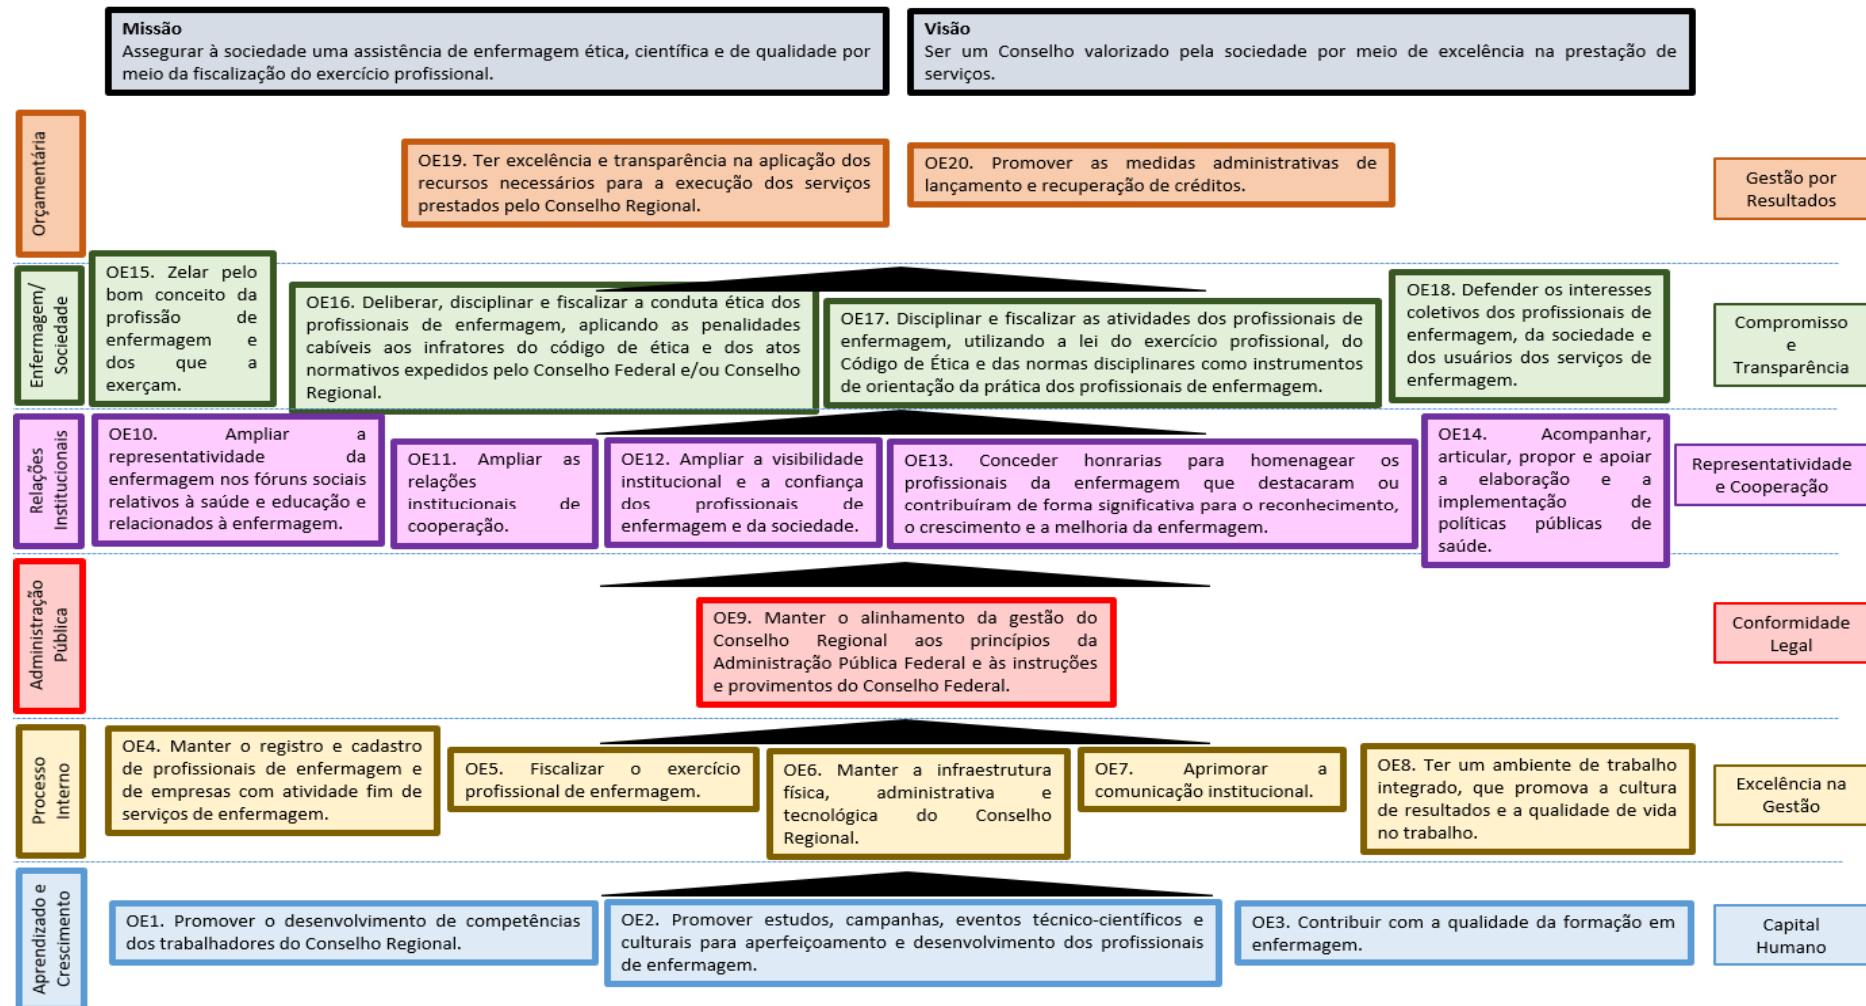 Missão
Assegurar à sociedade uma assistência de enfermagem ética, científica e de qualidade por
meio da fiscalização do exercício profissional.
Visão
Ser um Conselho valorizado pela sociedade por meio de excelência na prestação de
serviços.
Orçamentária
OE19. Ter excelência e transparência na aplicação dos
recursos necessários para a execução dos serviços
prestados pelo Conselho Regional.
OE20. Promover as medidas administrativas de
lançamento e recuperação de créditos.
Gestão por
Resultados
Enfermagem/
Sociedade
OE15. Zelar pelo
bom conceito da
profissão de
enfermagem e
dos que a
exerçam.
OE16. Deliberar, disciplinar e fiscalizar a conduta ética dos
profissionais de enfermagem, aplicando as penalidades
cabíveis aos infratores do código de ética e dos atos
normativos expedidos pelo Conselho Federal e/ou Conselho
Regional.
OE17. Disciplinar e fiscalizar as atividades dos profissionais de
enfermagem, utilizando a lei do exercício profissional, do
Código de Ética e das normas disciplinares como instrumentos
de orientação da prática dos profissionais de enfermagem.
OE18. Defender os interesses
coletivos dos profissionais de
enfermagem, da sociedade e
dos usuários dos serviços de
enfermagem.
Compromisso
e
Transparência
Relações
Institucionais
OE10. Ampliar a
representatividade da
enfermagem nos fóruns sociais
relativos à saúde e educação e
relacionados à enfermagem.
OE11. Ampliar as
relações
institucionais de
cooperação.
OE12. Ampliar a visibilidade
institucional e a confiança
dos profissionais de
enfermagem e da sociedade.
OE13. Conceder honrarias para homenagear os
profissionais da enfermagem que destacaram ou
contribuíram de forma significativa para o reconhecimento,
o crescimento e a melhoria da enfermagem.
OE14. Acompanhar,
articular, propor e apoiar
a elaboração e a
implementação de
políticas públicas de
saúde.
Representatividade
e Cooperação
Administração
Pública
OE9. Manter o alinhamento da gestão do
Conselho Regional aos princípios da
Administração Pública Federal e às instruções
e provimentos do Conselho Federal.
Conformidade
Legal
Processo
Interno
OE4. Manter o registro e cadastro
de profissionais de enfermagem e
de empresas com atividade fim de
serviços de enfermagem.
OE5. Fiscalizar o exercício
profissional de enfermagem.
OE6. Manter a infraestrutura
física, administrativa e
tecnológica do Conselho
Regional.
OE7. Aprimorar a
comunicação institucional.
OE8. Ter um ambiente de trabalho
integrado, que promova a cultura
de resultados e a qualidade de vida
no trabalho.
Excelência na
Gestão
Aprendizado e
Crescimento
OE1. Promover o desenvolvimento de competências
dos trabalhadores do Conselho Regional.
OE2. Promover estudos, campanhas, eventos técnico-científicos e
culturais para aperfeiçoamento e desenvolvimento dos profissionais
de enfermagem.
OE3. Contribuir com a qualidade da formação em
enfermagem.
Capital
Humano